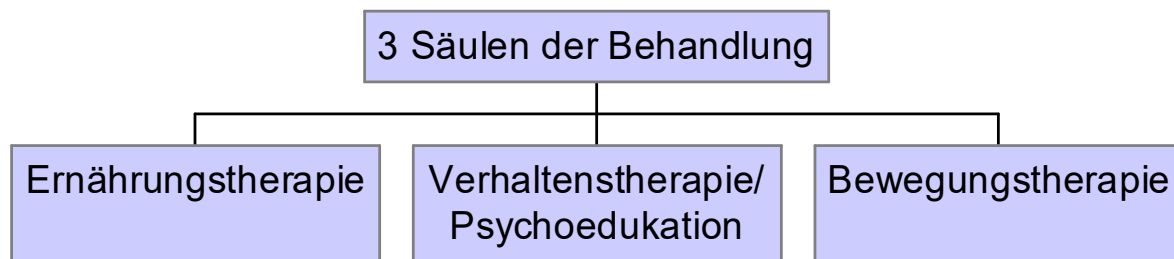 3 Säulen der Behandlung
Ernährungstherapie
Verhaltenstherapie/
Psychoedukation
Bewegungstherapie